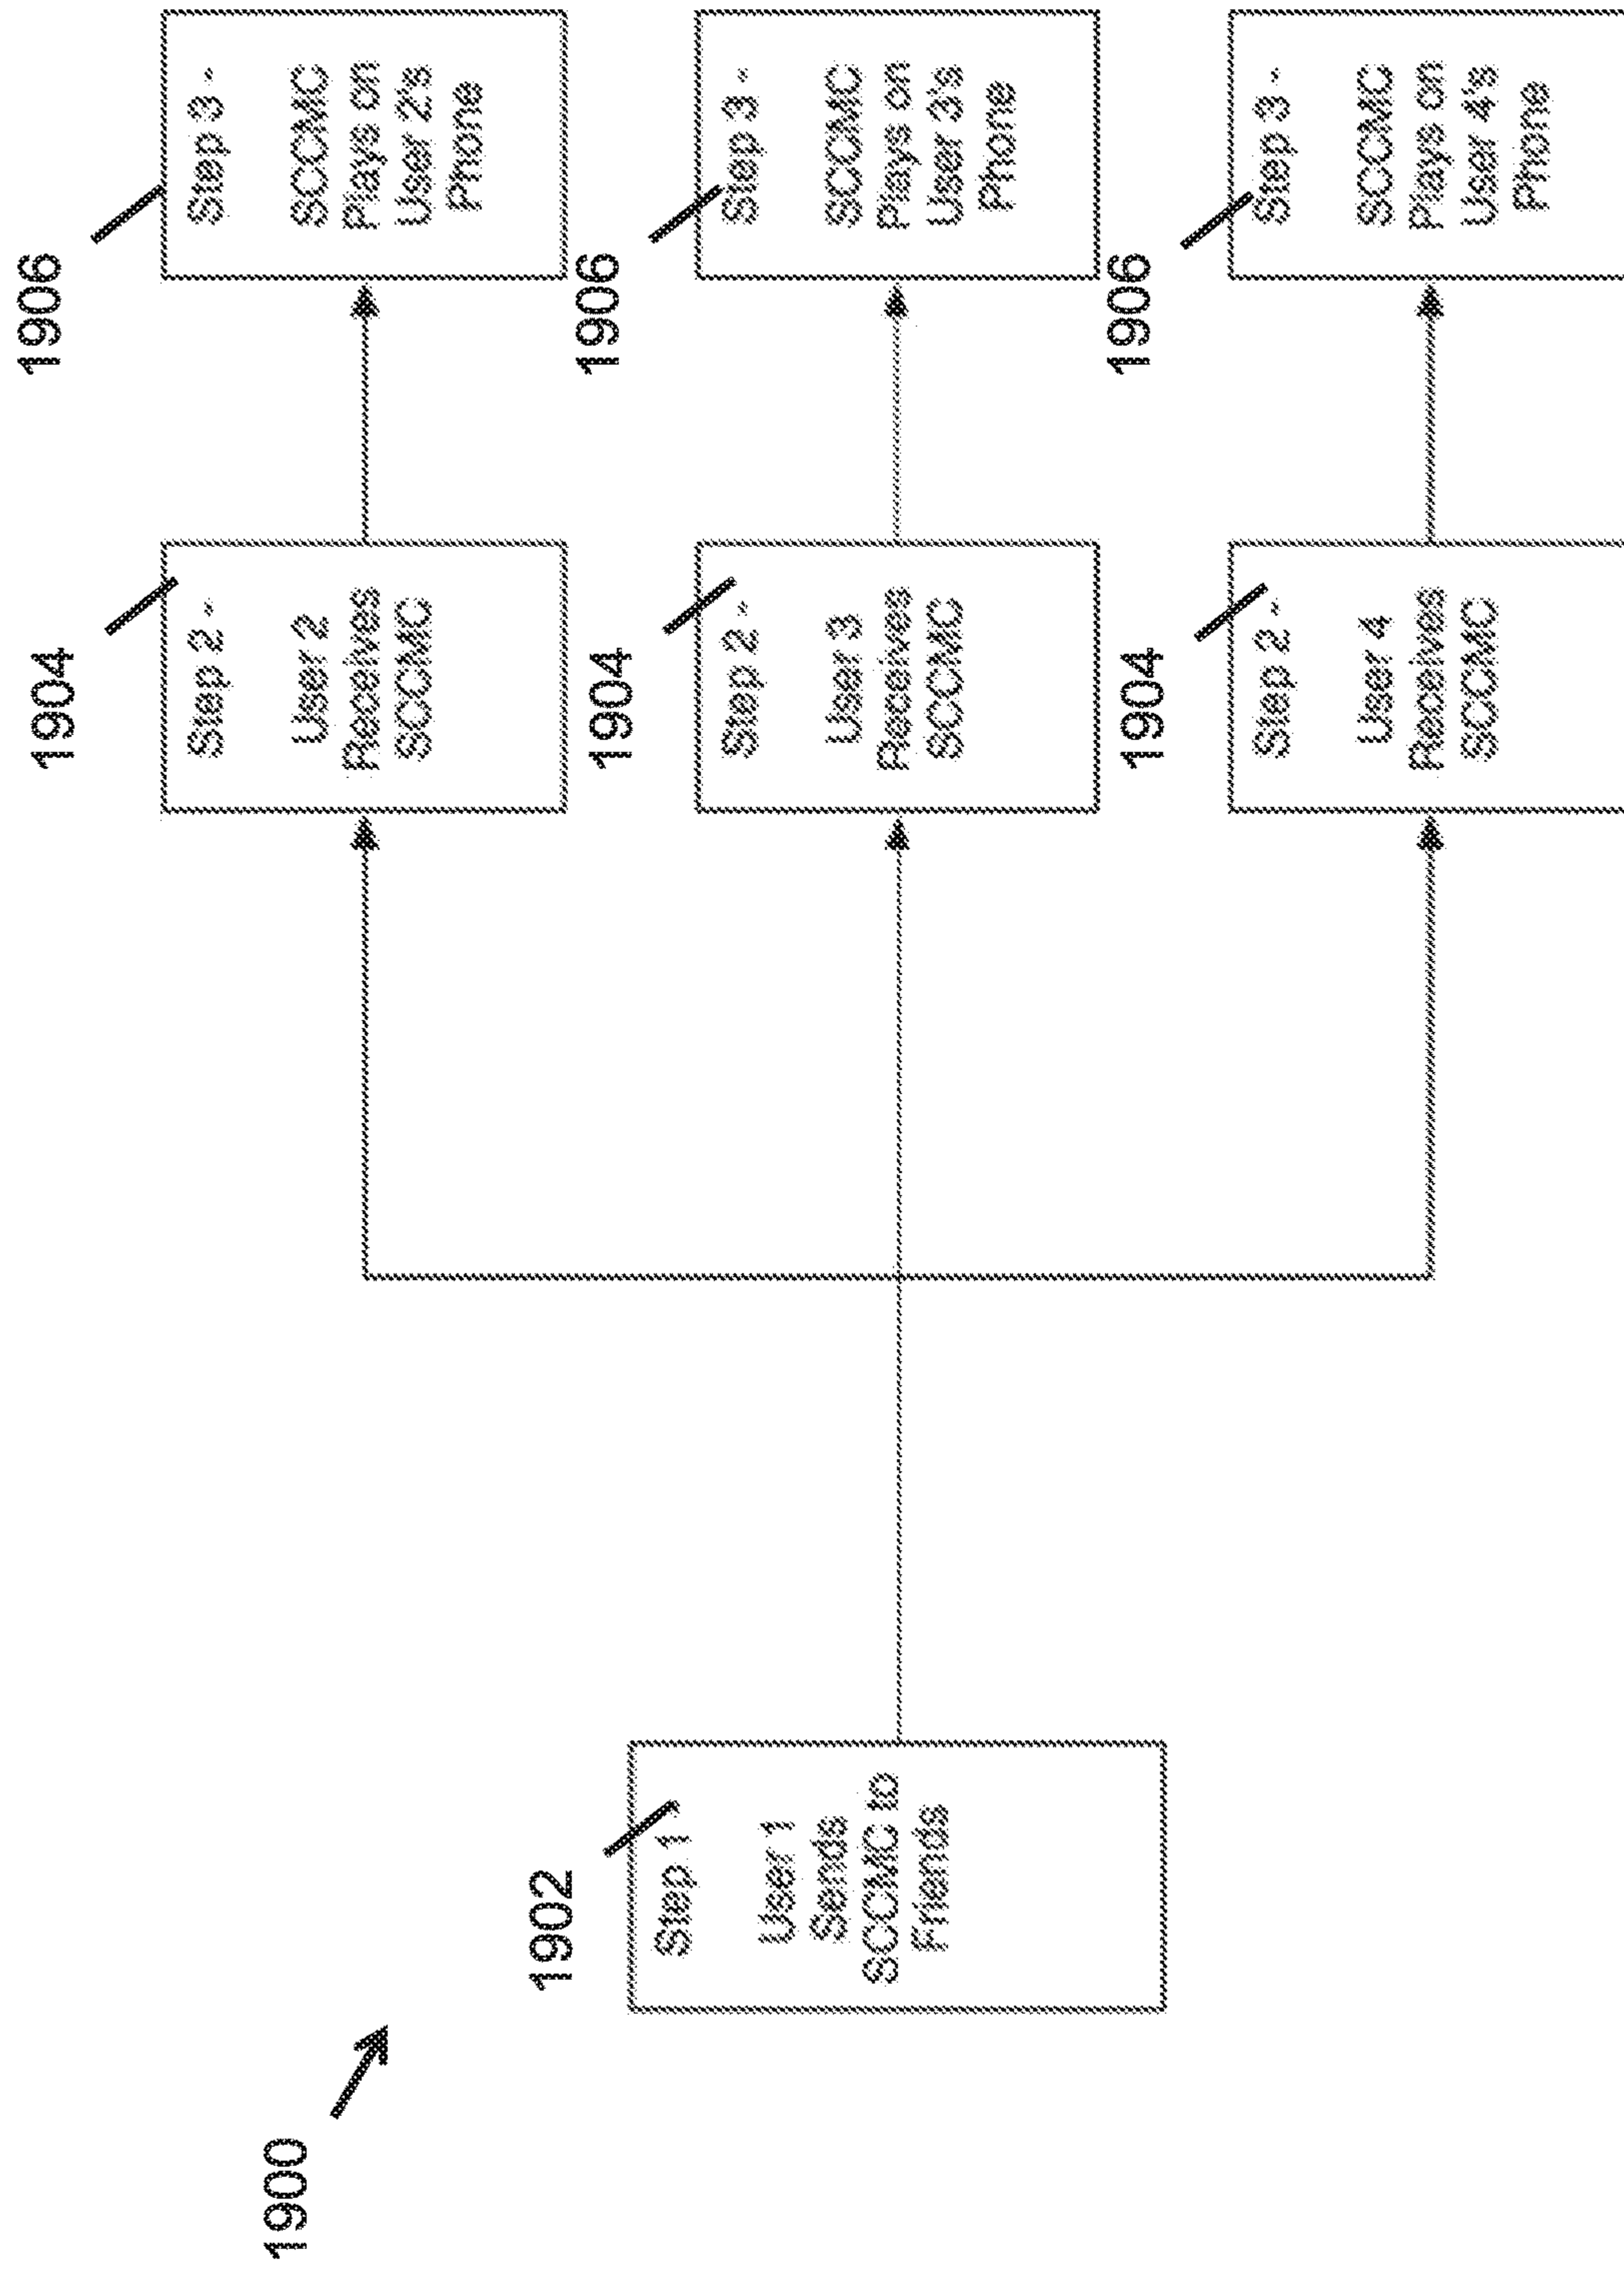 1900
1902
Step 1 -
User 1
Sends
SCCMC to
Friends
1904
Step 2 -
User 2
Receives
SCCMC
1906
Step 3 -
SCCMC
Plays on
User 2's
Phone
1904
Step 2 -
User 3
Receives
SCCMC
1906
Step 3 -
SCCMC
Plays on
User 3's
Phone
1904
Step 2 -
User 4
Receives
SCCMC
1906
Step 3 -
SCCMC
Plays on
User 4's
Phone